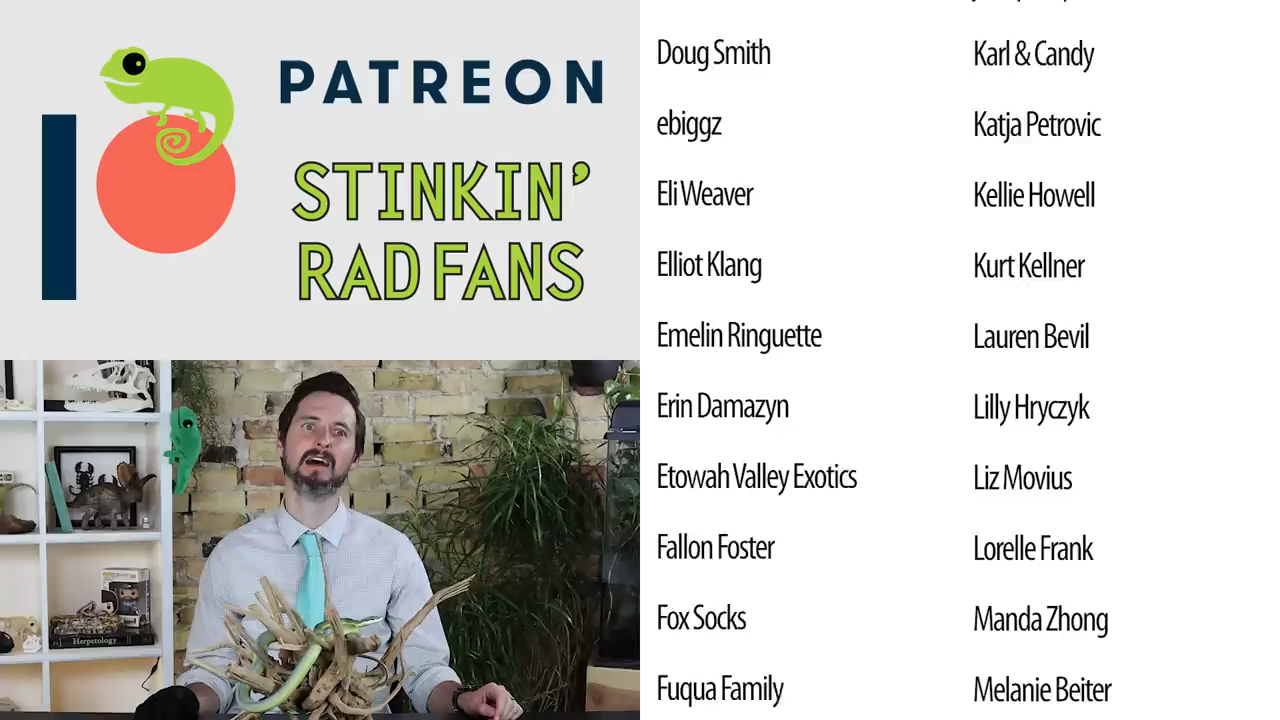 PATREON
STINKIN'
RAD FANS
Herpetology
Doug Smith
ebiggz
Eli Weaver
Elliot Klang
Emelin Ringuette
Erin Damazyn
Etowah Valley Exotics
Fallon Foster
Fox Socks
Fuqua Family
Karl & Candy
Katja Petrovic
Kellie Howell
Kurt Kellner
Lauren Bevil
Lilly Hryczyk
Liz Movius
Lorelle Frank
Manda Zhong
Melanie Beiter